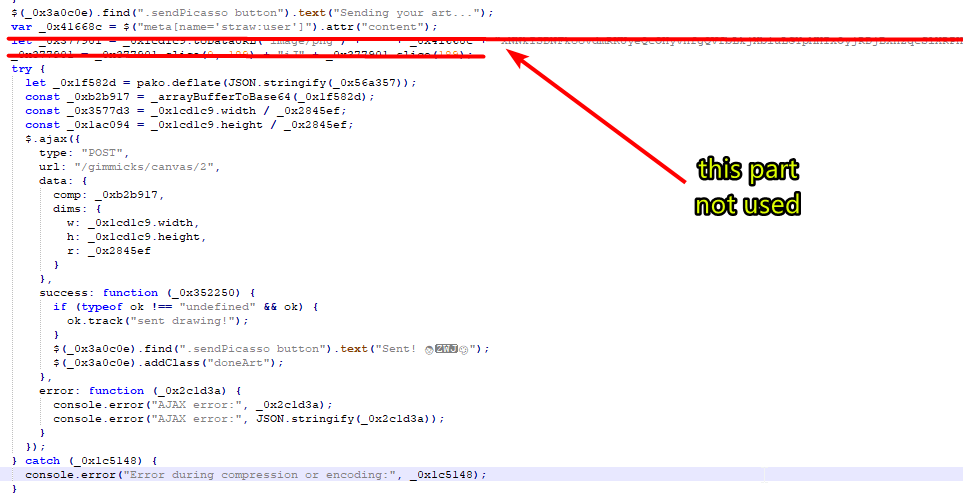 $(_0x3a0c0e).find(".sendPicasso button").text("Sending your art...");
var _0x41668c = $("meta[name='straw:user']").attr("content");
try {
let _0x1f582d = pako.deflate(JSON.stringify(_0x56a357));
const _0xb2b917 = _arrayBufferToBase64(_0x1f582d);
const _0x3577d3 = _0x1cd1c9.width / _0x2845ef;
const _0x1ac094 = _0x1cd1c9.height / _0x2845ef;
$.ajax({
type: "POST",
url: "/gimmicks/canvas/2",
data: {
comp: _0xb2b917,
dims: {
w: _0x1cd1c9.width,
h: _0x1cd1c9.height,
r: _0x2845ef
}
},
success: function (_0x352250) {
if (typeof ok !== "undefined" && ok) {
ok.track("sent drawing!");
}
$(_0x3a0c0e).find(".sendPicasso button").text("Sent! ZWJ");
$(_0x3a0c0e).addClass("doneArt");
},
error: function (_0x2c1d3a) {
console.error("AJAX error:", _0x2c1d3a);
console.error("AJAX error:", JSON.stringify(_0x2c1d3a));
}
});
} catch (_0x1c5148) {
console.error("Error during compression or encoding:", _0x1c5148);
}
this part
not used